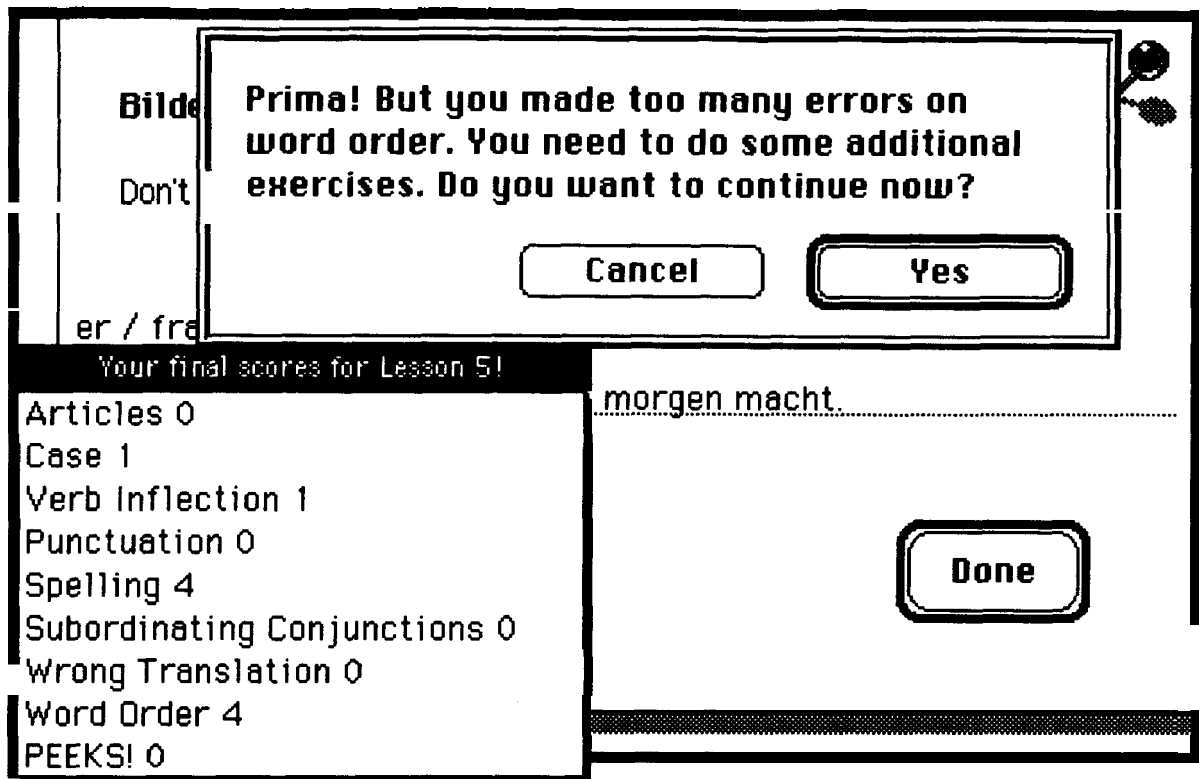 Prima! But you made too many errors on
word order. You need to do some additional
exercises. Do you want to continue now?
Cancel Yes
Bilde
Don't
er / fra
Your final scores for Lesson 5!
Articles 0
Case 1
Verb Inflection 1
Punctuation 0
Spelling 4
Subordinating Conjunctions 0
Wrong Translation 0
Word Order 4
PEEKS! 0
morgen macht.
Done